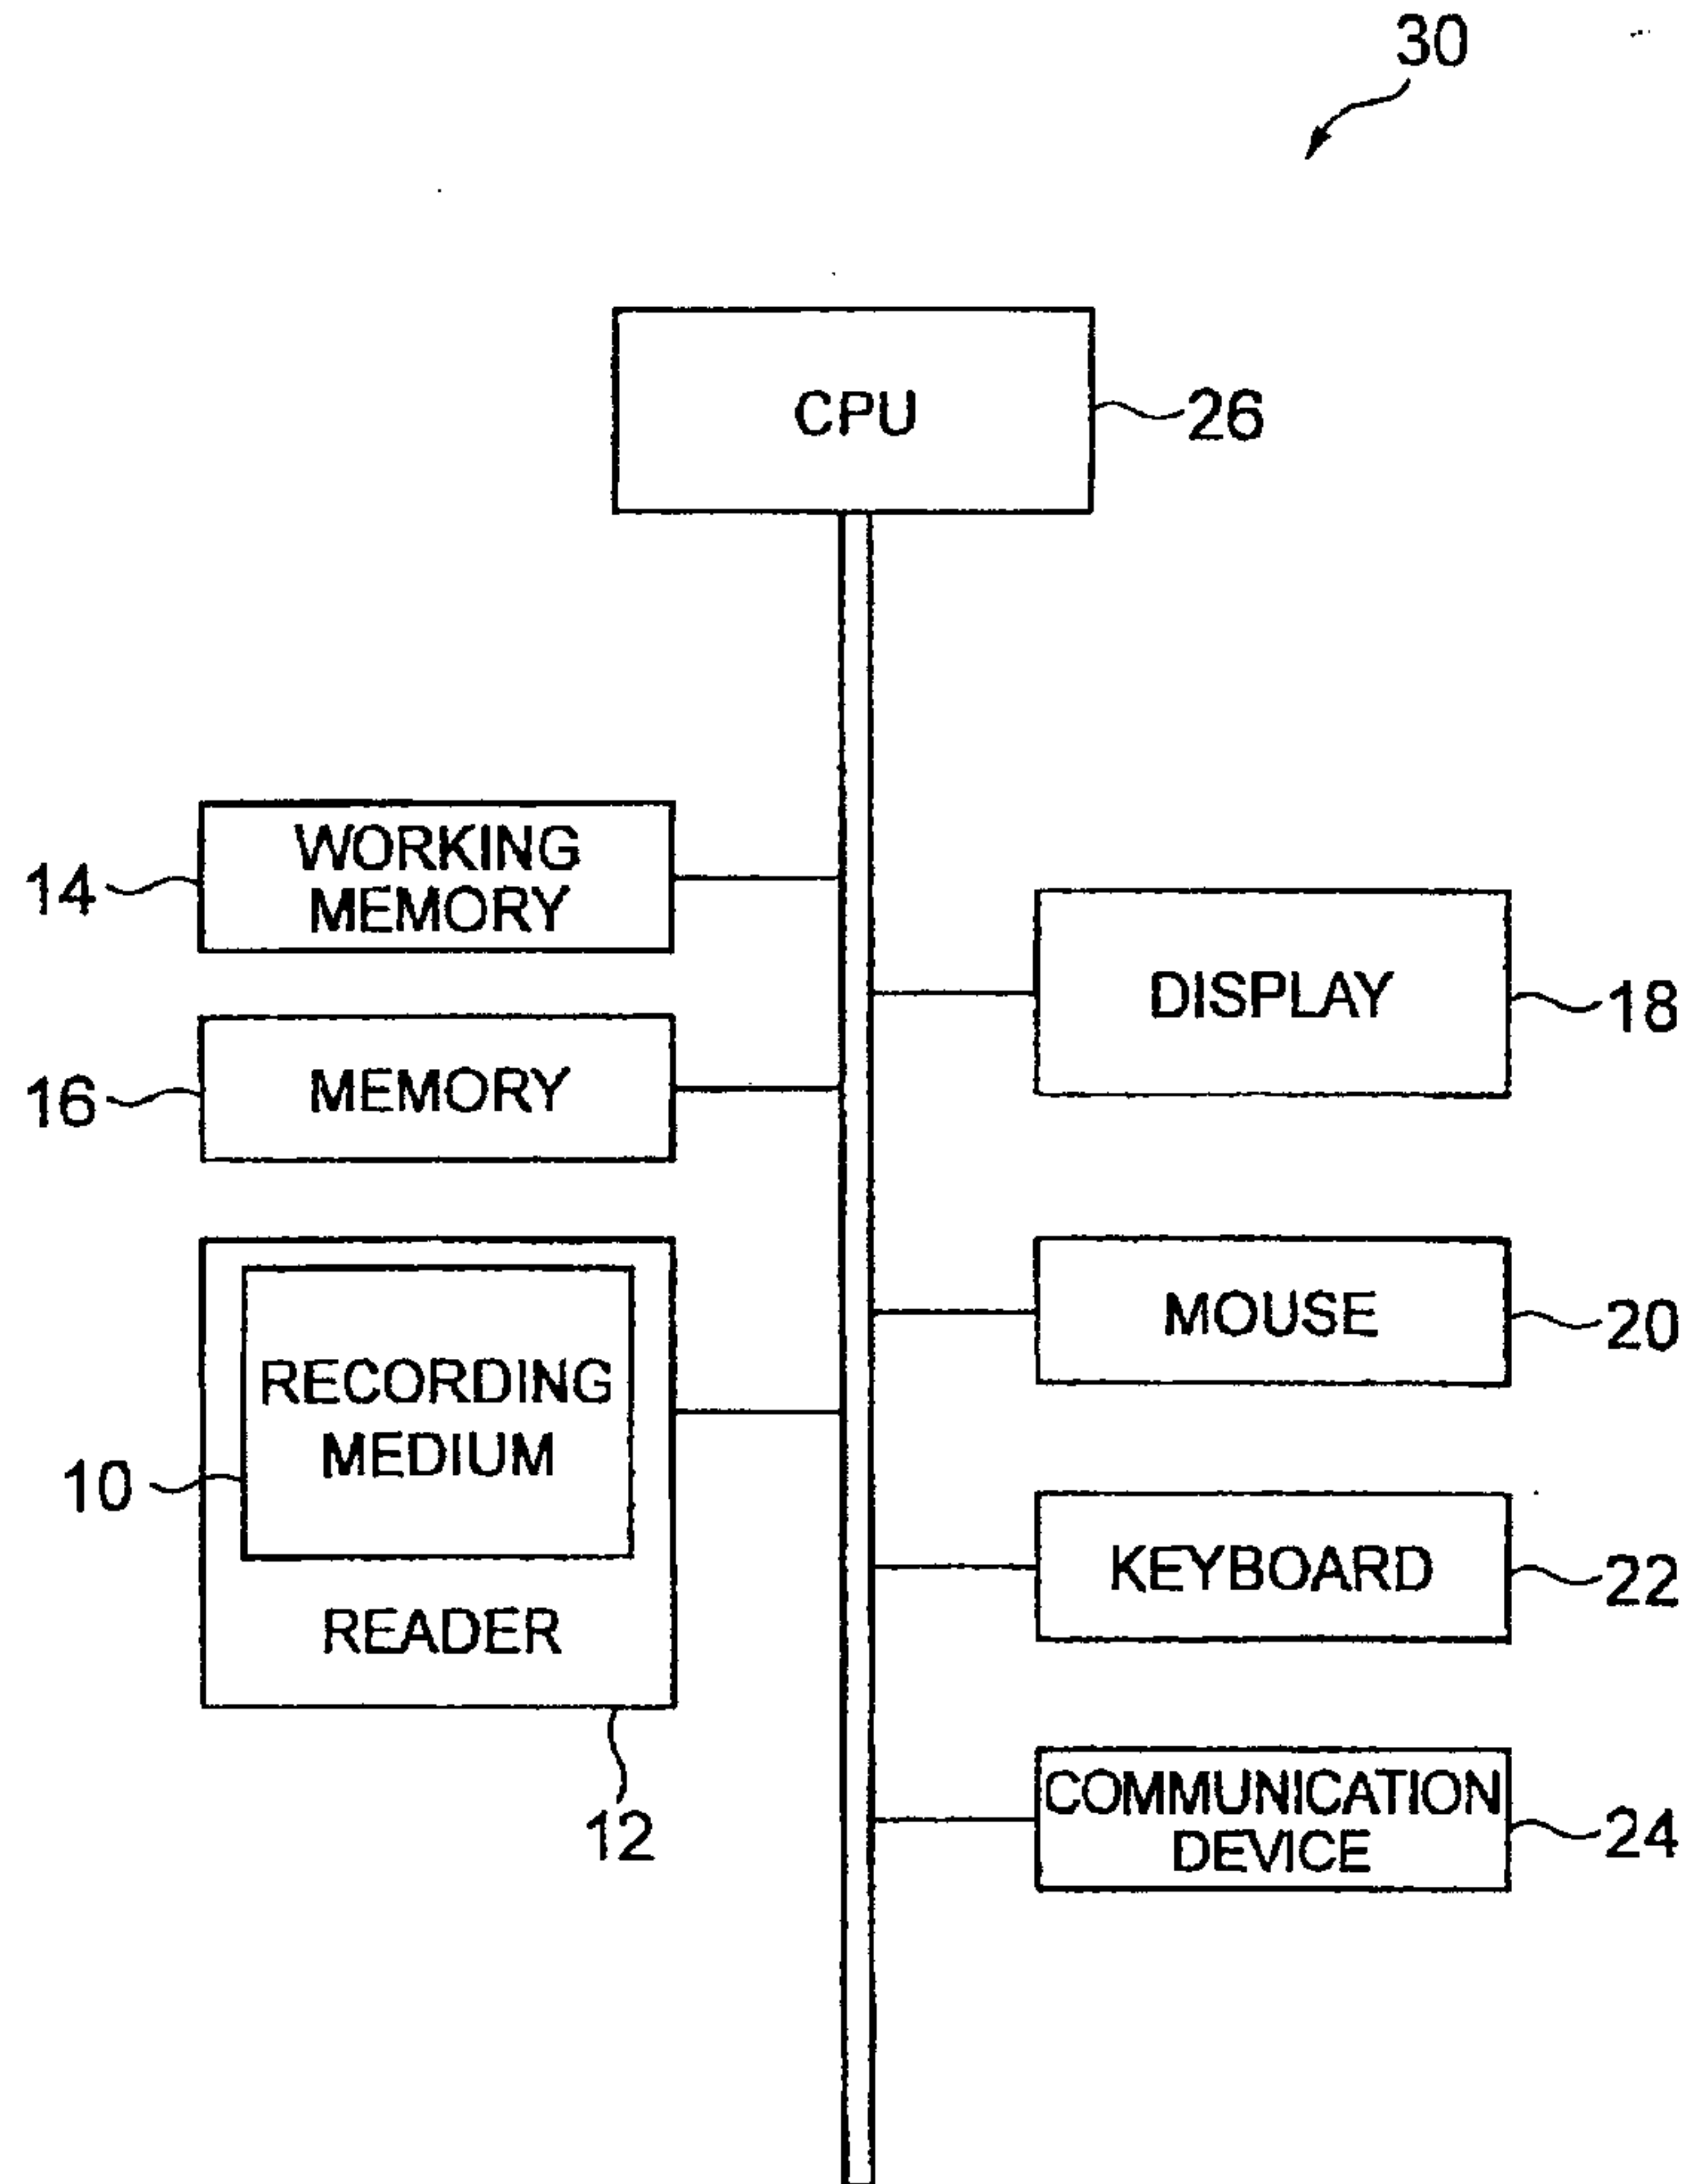 30
CPU
26
WORKING
MEMORY
14
MEMORY
16
RECORDING
MEDIUM
10
READER
12
DISPLAY
18
MOUSE
20
KEYBOARD
22
COMMUNICATION
DEVICE
24